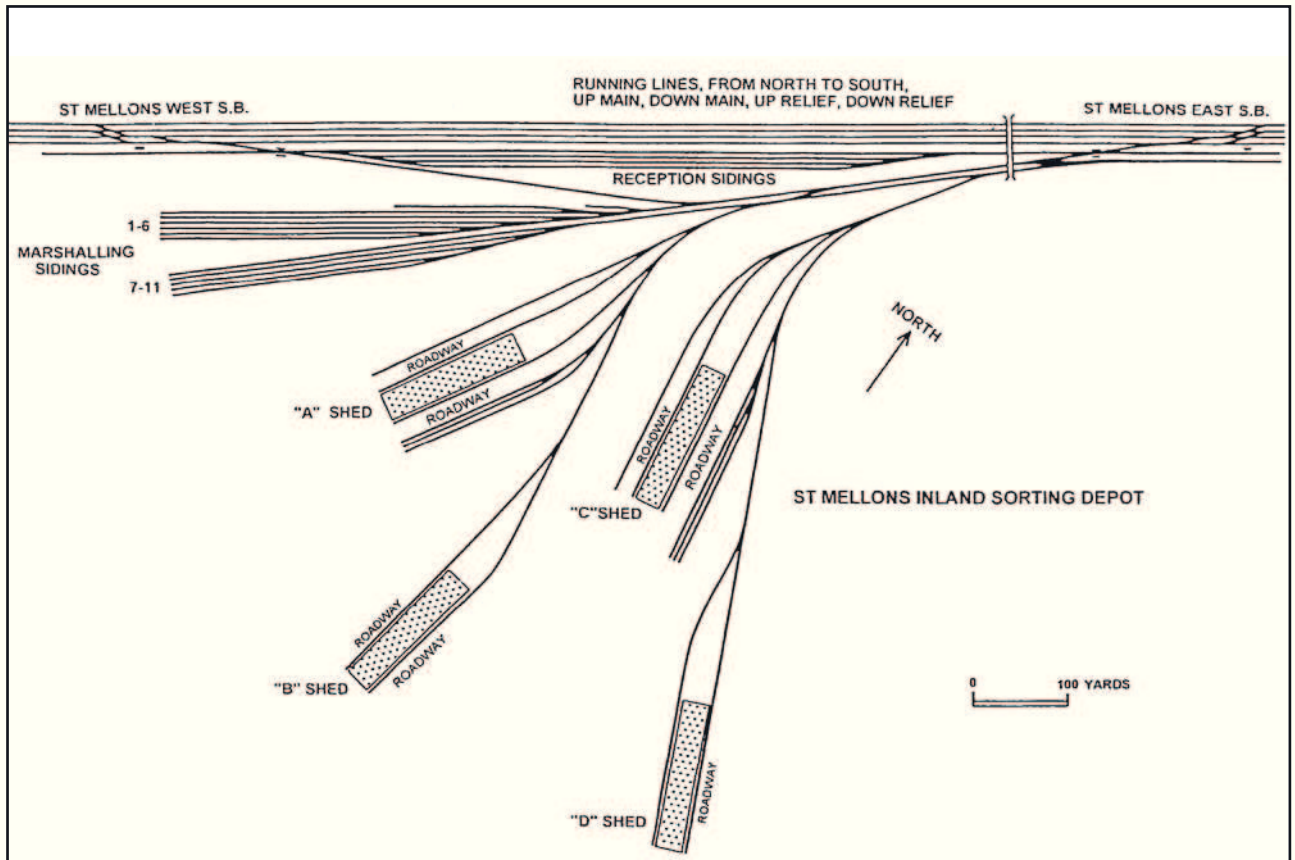 RUNNING LINES, FROM NORTH TO SOUTH,
UP MAIN, DOWN MAIN, UP RELIEF, DOWN RELIEF
ST MELLONS WEST S.B.
ST MELLONS EAST S.B.
RECEPTION SIDINGS
1-6
MARSHALLING
SIDINGS
7-11
NORTH
ROADWAY
"A" SHED
ROADWAY
ROADWAY
ROADWAY
"C" SHED
ST MELLONS INLAND SORTING DEPOT
ROADWAY
ROADWAY
"B" SHED
0 100 YARDS
ROADWAY
"D" SHED